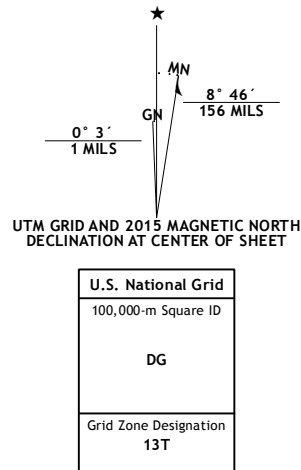 MN
GN
8° 46´
156 MILS
0° 3´
1 MILS
UTM GRID AND 2015 MAGNETIC NORTH
DECLINATION AT CENTER OF SHEET
U.S. National Grid
100,000-m Square ID
DG
Grid Zone Designation
13T